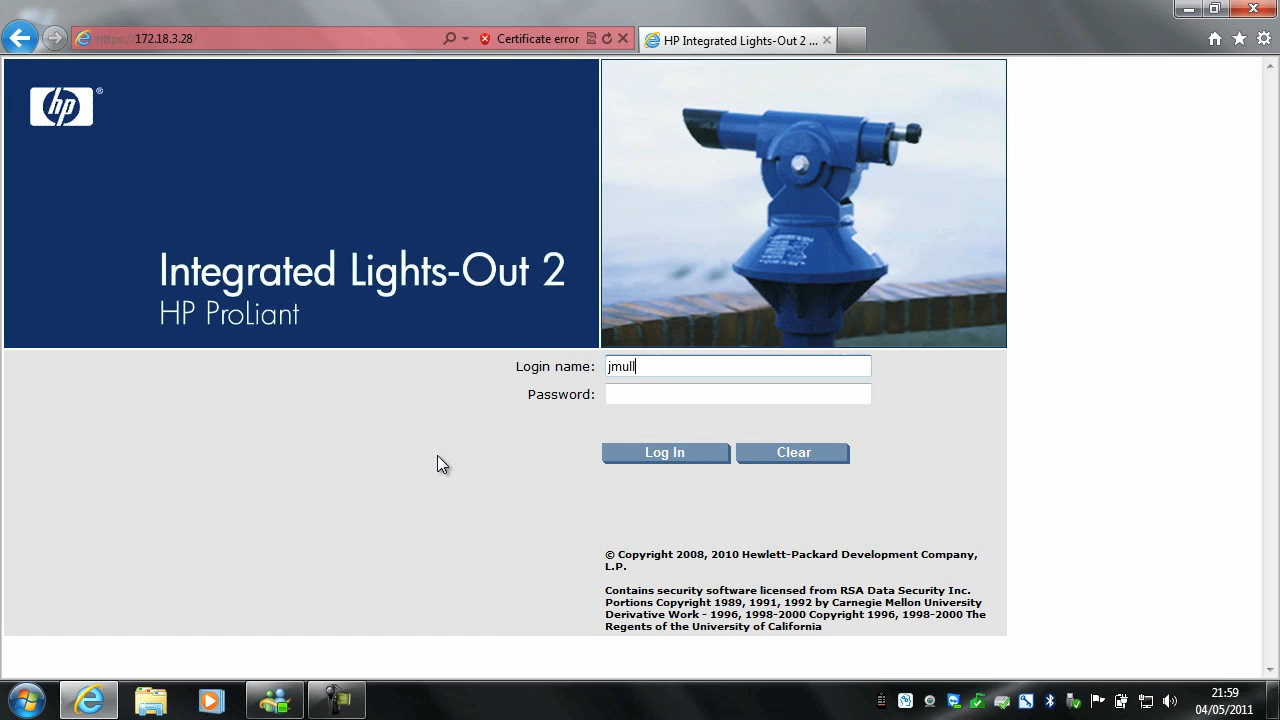 https://172.18.3.28/
Certificate error
HP Integrated Lights-Out 2 ...
hp
®
Integrated Lights-Out 2
HP ProLiant
Login name:
jmull
Password:
Log In
Clear
© Copyright 2008, 2010 Hewlett-Packard Development Company,
L.P.
Contains security software licensed from RSA Data Security Inc.
Portions Copyright 1989, 1991, 1992 by Carnegie Mellon University
Derivative Work - 1996, 1998-2000 Copyright 1996, 1998-2000 The
Regents of the University of California
21:59
04/05/2011